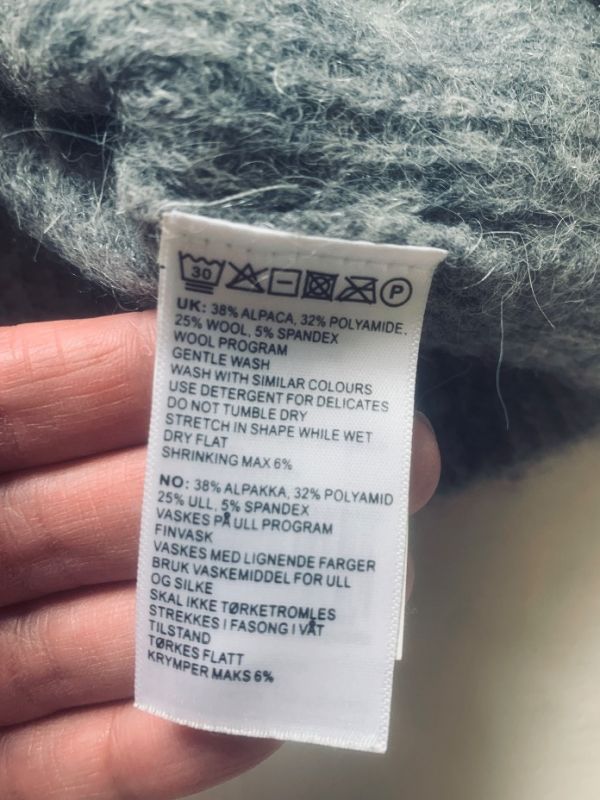 30 P
UK: 38% ALPACA, 32% POLYAMIDE,
25% WOOL, 5% SPANDEX
WOOL PROGRAM
GENTLE WASH
WASH WITH SIMILAR COLOURS
USE DETERGENT FOR DELICATES
DO NOT TUMBLE DRY
STRETCH IN SHAPE WHILE WET
DRY FLAT
SHRINKING MAX 6%
NO: 38% ALPAKKA, 32% POLYAMID
25% ULL, 5% SPANDEX
VASKES PÅ ULL PROGRAM
FINVASK
VASKES MED LIGNENDE FARGER
BRUK VASKEMIDDEL FOR ULL
OG SILKE
SKAL IKKE TØRKETROMLES
STREKKES I FASONG I VÅT
TILSTAND
TØRKES FLATT
KRYMPER MAKS 6%